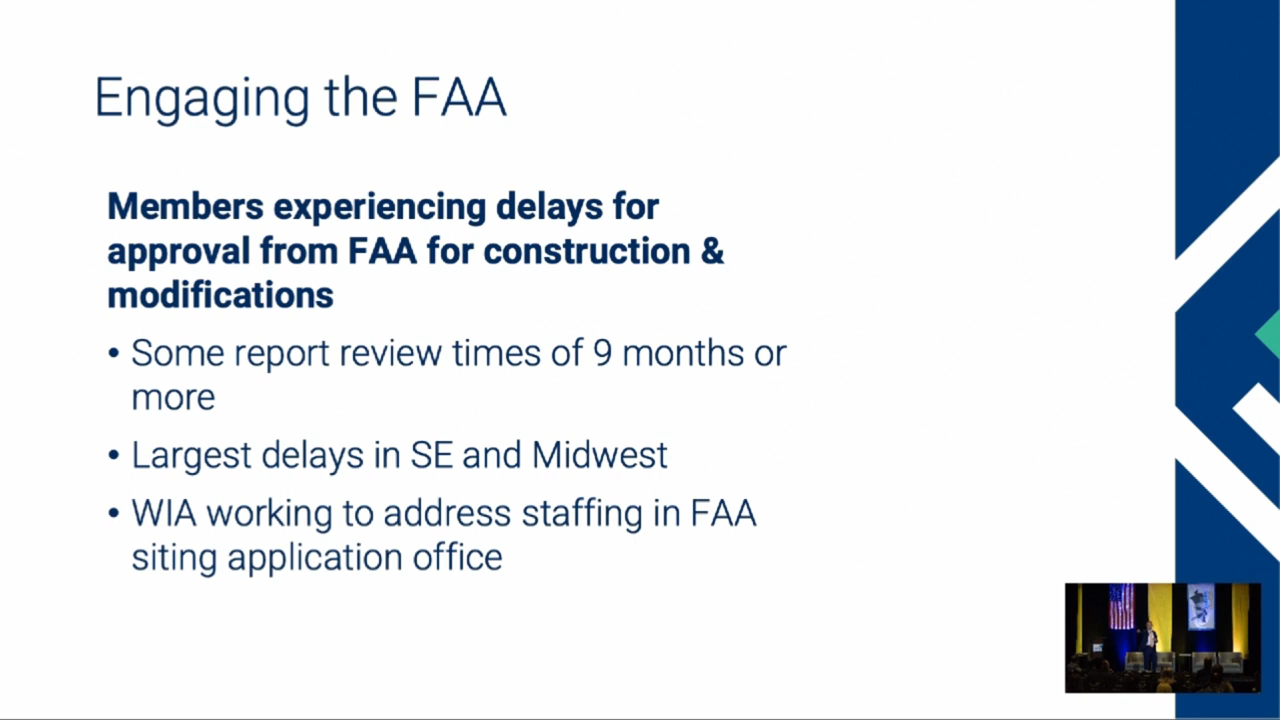 Engaging the FAA
Members experiencing delays for
approval from FAA for construction &
modifications
• Some report review times of 9 months or
more
• Largest delays in SE and Midwest
• WIA working to address staffing in FAA
siting application office